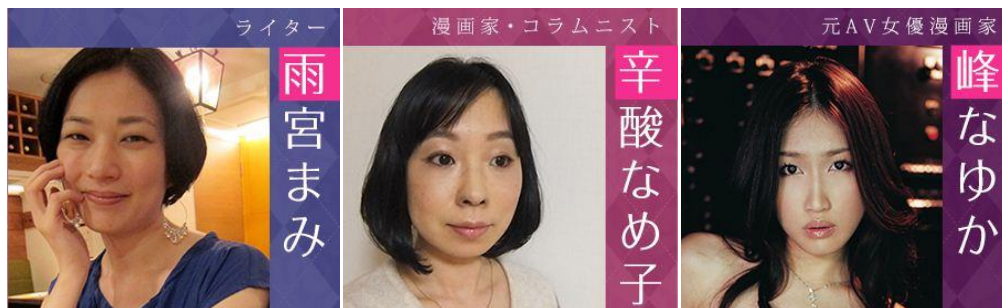 ライター
雨宮まみ
漫画家・コラムニスト
辛酸なめ子
元AV女優漫画家
峰なゆか